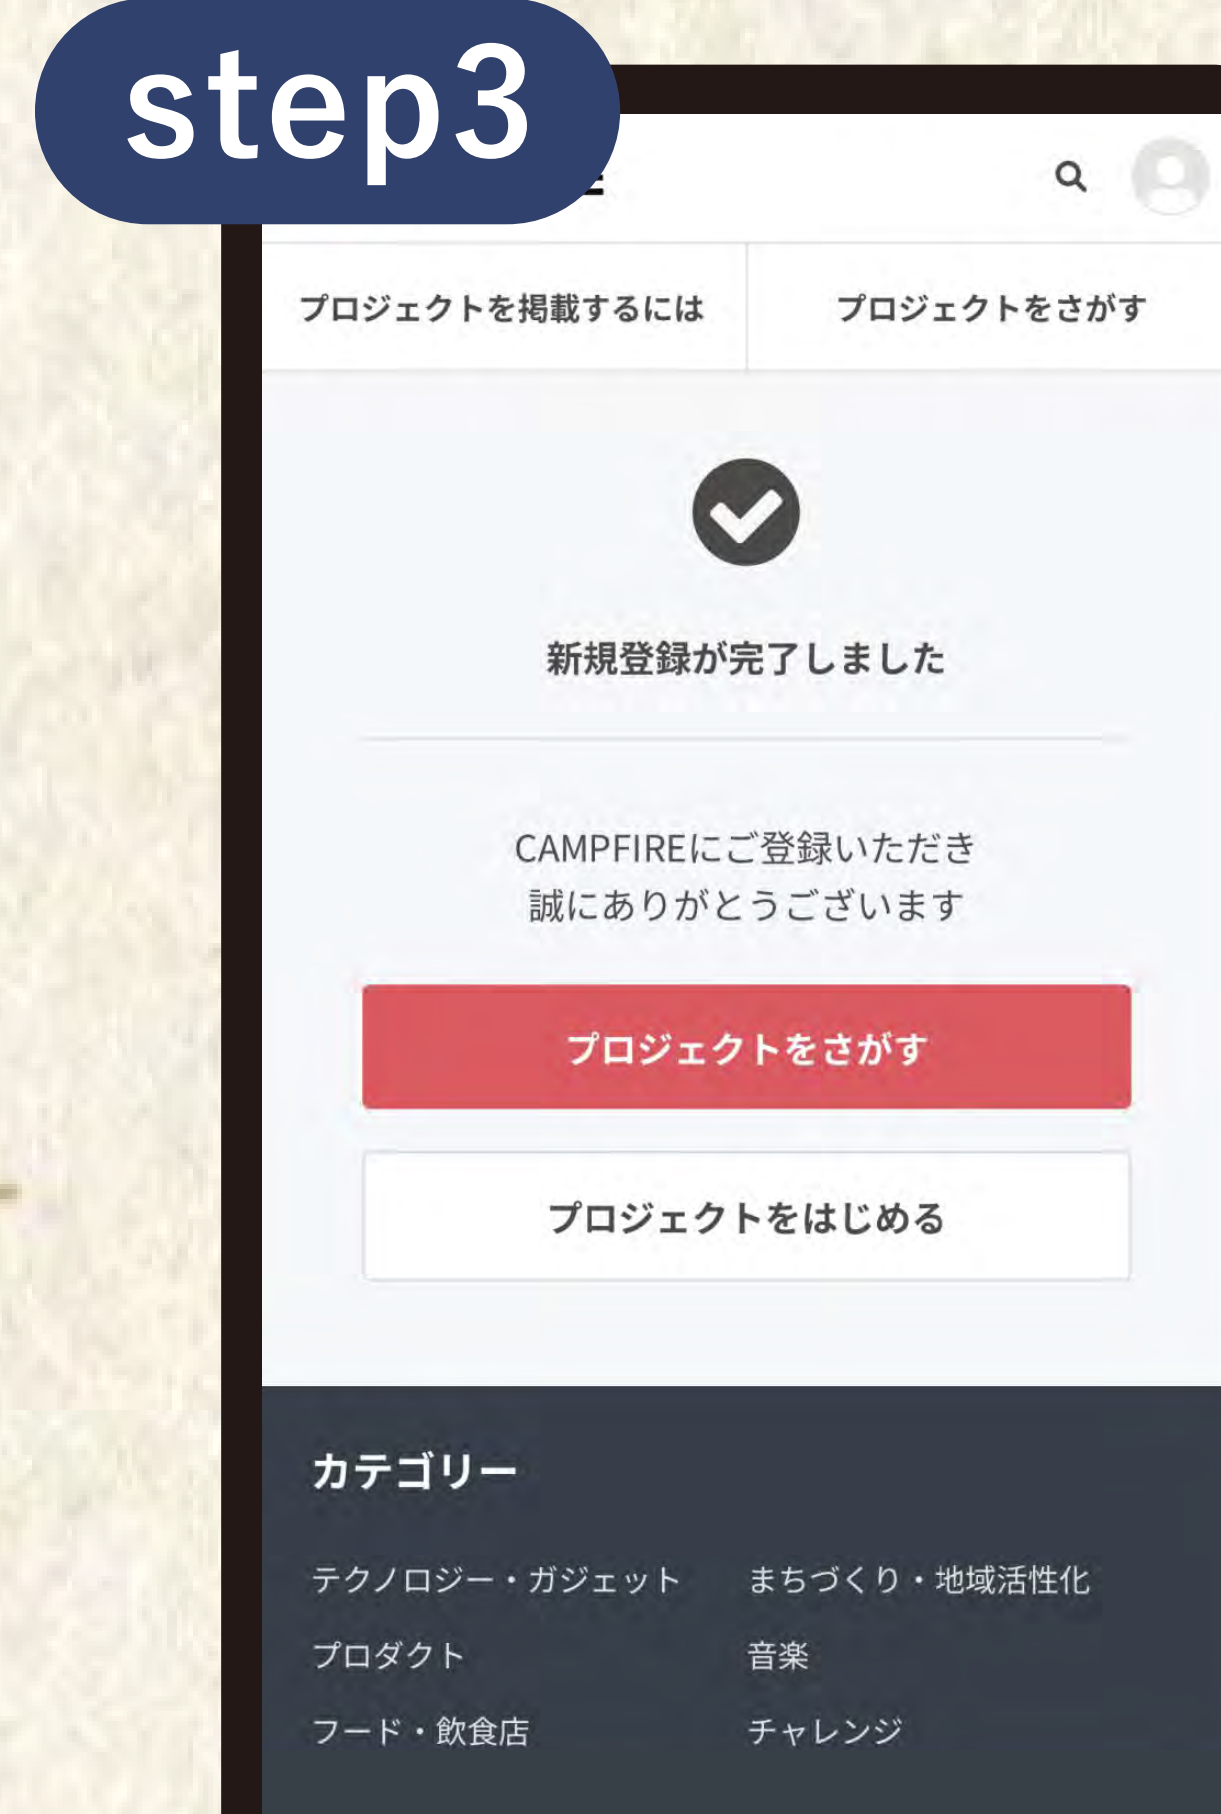 step3
プロジェクトを掲載するには
プロジェクトをさがす
新規登録が完了しました
CAMPFIREにご登録いただき
誠にありがとうございます
プロジェクトをさがす
プロジェクトをはじめる
カテゴリー
テクノロジー・ガジェット
まちづくり・地域活性化
プロダクト
音楽
フード・飲食店
チャレンジ